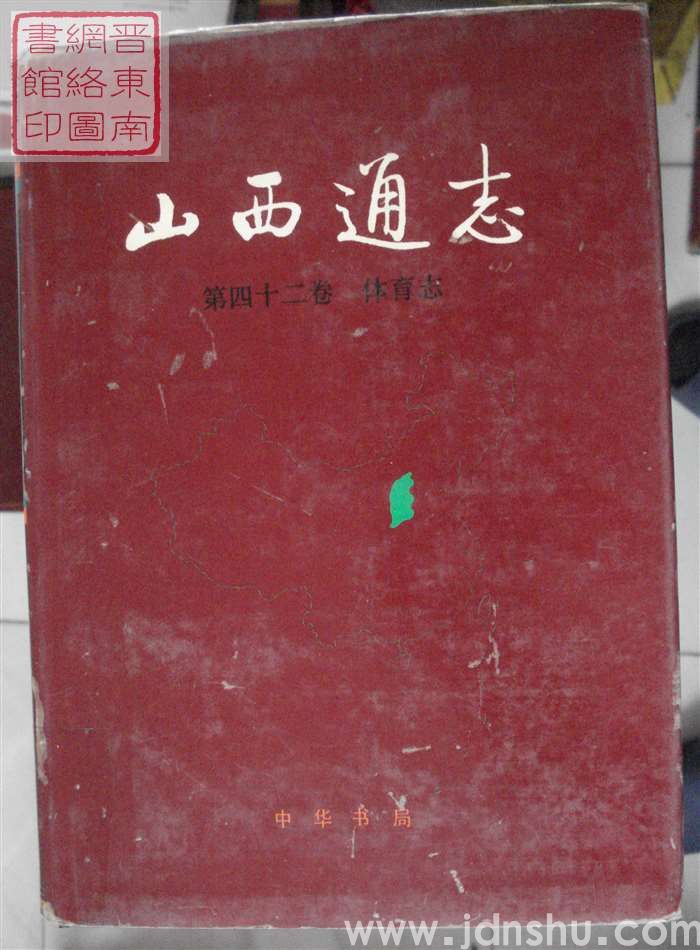 晋東南
網絡圖
書館印
山西通志
第四十二卷 体育志
中华书局
www.jdnshu.com